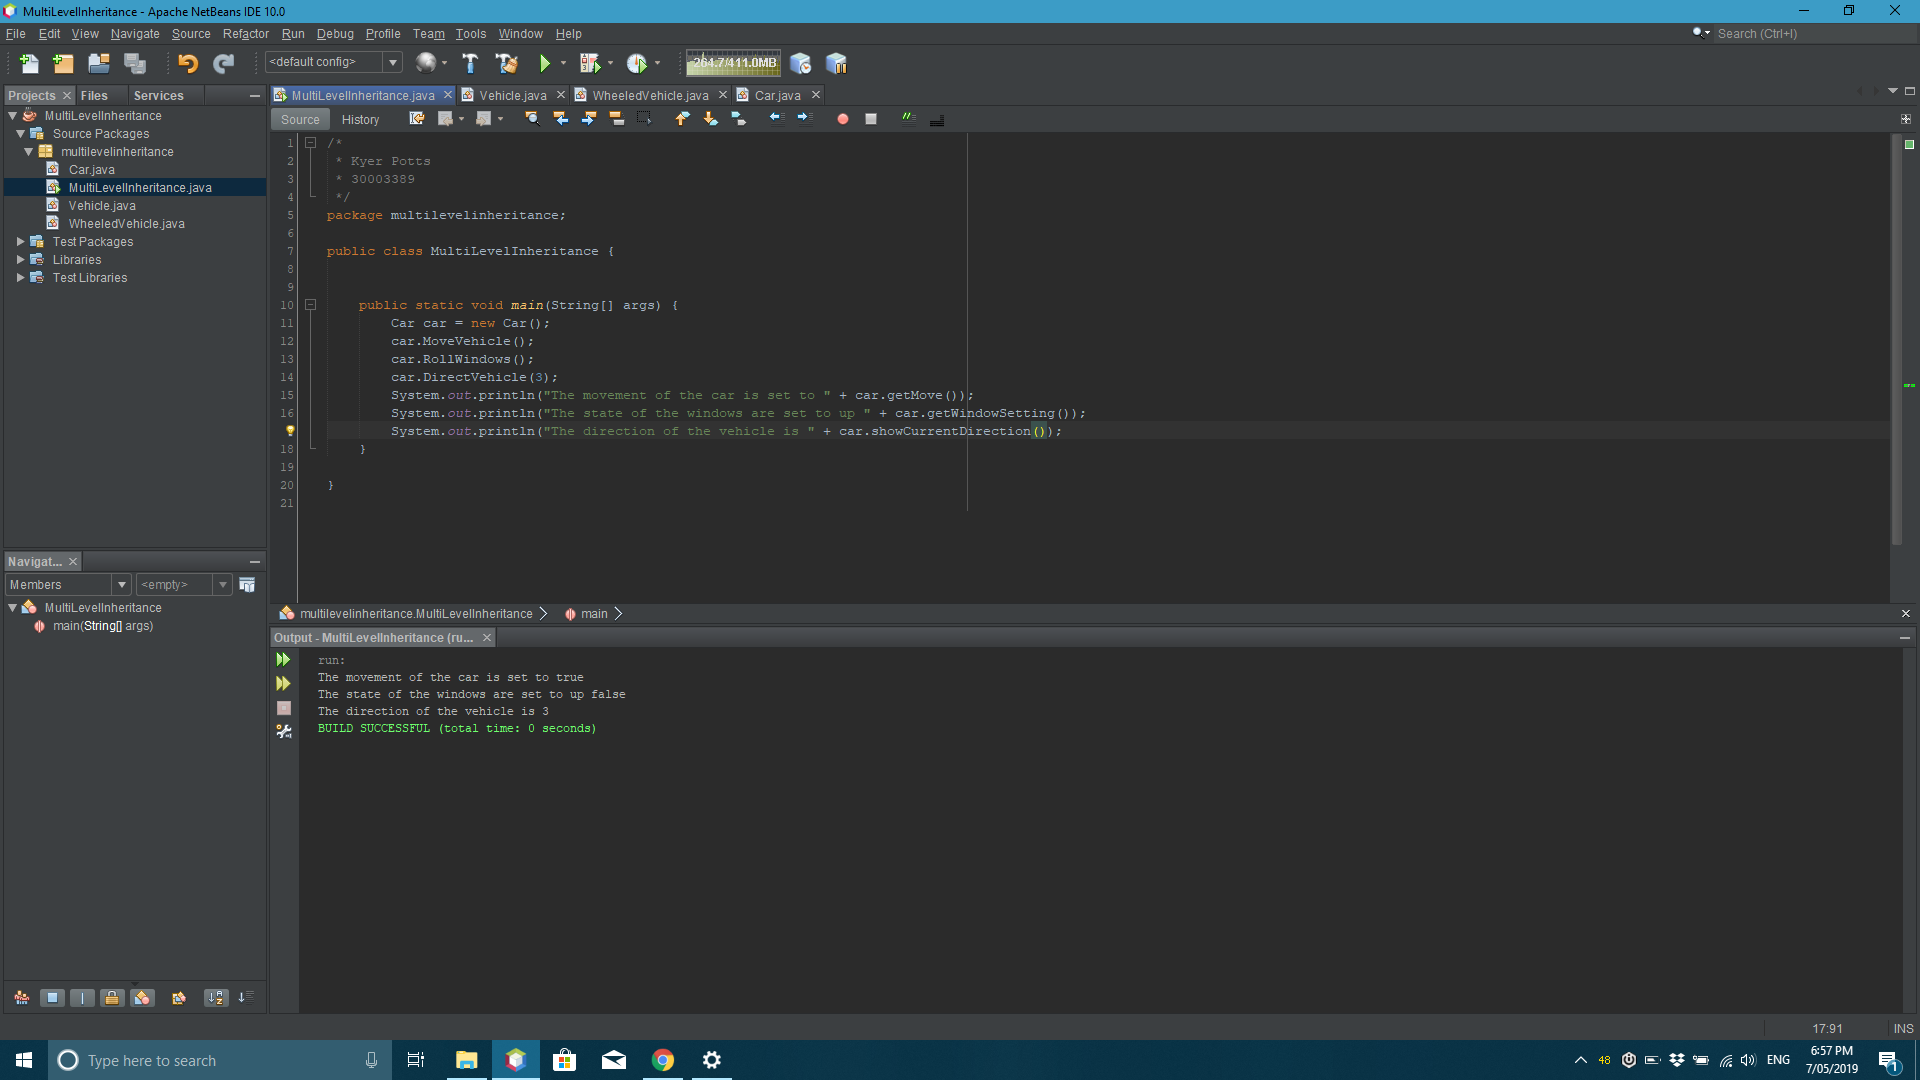 MultiLevelInheritance - Apache NetBeans IDE 10.0
File Edit View Navigate Source Refactor Run Debug Profile Team Tools Window Help
Search (Ctrl+I)
<default config>
264.7/411.0MB
Projects Files Services
MultiLevelInheritance
Source Packages
multilevelinheritance
Car.java
MultiLevelInheritance.java
Vehicle.java
WheeledVehicle.java
Test Packages
Libraries
Test Libraries
MultiLevelInheritance.java Vehicle.java WheeledVehicle.java Car.java
Source History
1 /*
2 * Kyer Potts
3 * 30003389
4 */
5 package multilevelinheritance;
6
7 public class MultiLevelInheritance {
8
9
10 public static void main(String[] args) {
11 Car car = new Car();
12 car.MoveVehicle();
13 car.RollWindows();
14 car.DirectVehicle(3);
15 System.out.println("The movement of the car is set to " + car.getMove());
16 System.out.println("The state of the windows are set to up " + car.getWindowSetting());
System.out.println("The direction of the vehicle is " + car.showCurrentDirection());
18 }
19
20 }
21
Navigat...
Members <empty>
MultiLevelInheritance
main(String[] args)
multilevelinheritance.MultiLevelInheritance main
Output - MultiLevelInheritance (ru...
run:
The movement of the car is set to true
The state of the windows are set to up false
The direction of the vehicle is 3
BUILD SUCCESSFUL (total time: 0 seconds)
17:91 INS
Type here to search
48 ENG
6:57 PM
7/05/2019
1